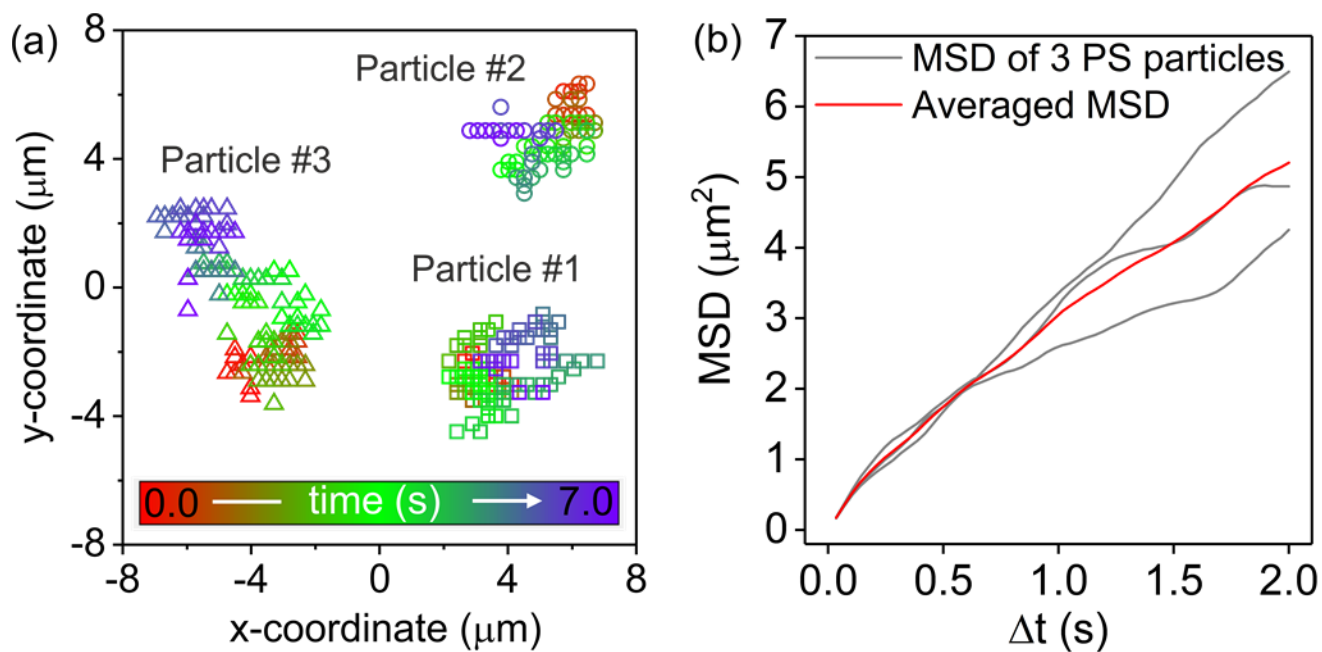 (a)
8
4
0
-4
-8
y-coordinate (μm)
Particle #2
Particle #3
Particle #1
0.0 time (s) 7.0
-8 -4 0 4 8
x-coordinate (μm)
(b)
7
6
5
4
3
2
1
0
MSD (μm²)
MSD of 3 PS particles
Averaged MSD
0.0 0.5 1.0 1.5 2.0
Δt (s)